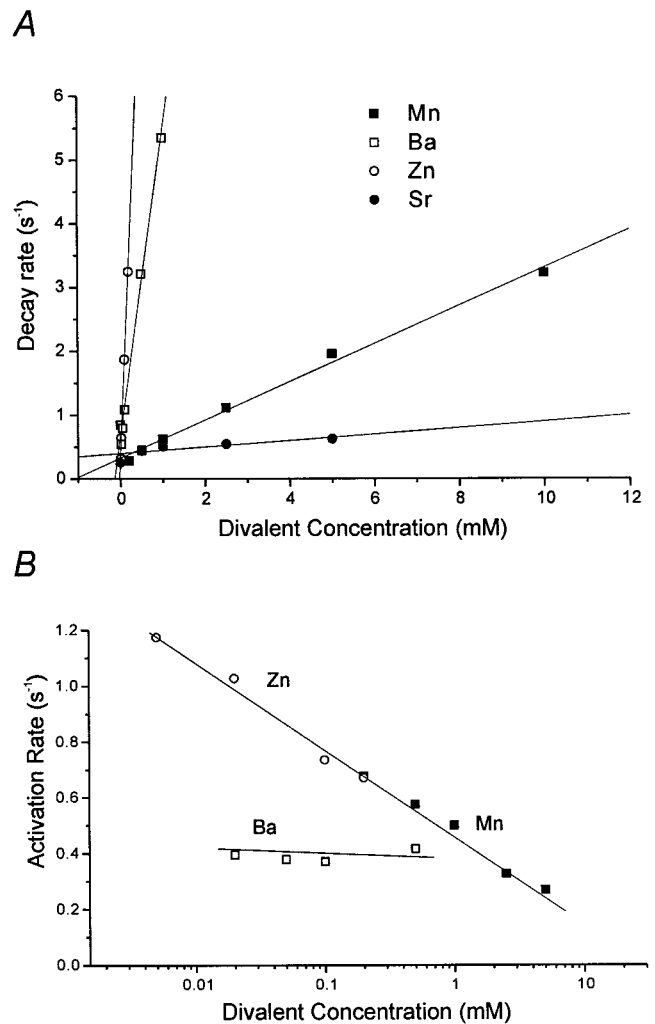 A
6
5
4
3
2
1
0
Decay rate (s-1)
Mn
Ba
Zn
Sr
0 2 4 6 8 10 12
Divalent Concentration (mM)
B
1.2
1.0
0.8
0.6
0.4
0.2
0.0
Activation Rate (s-1)
Zn
Ba
Mn
0.01 0.1 1 10
Divalent Concentration (mM)